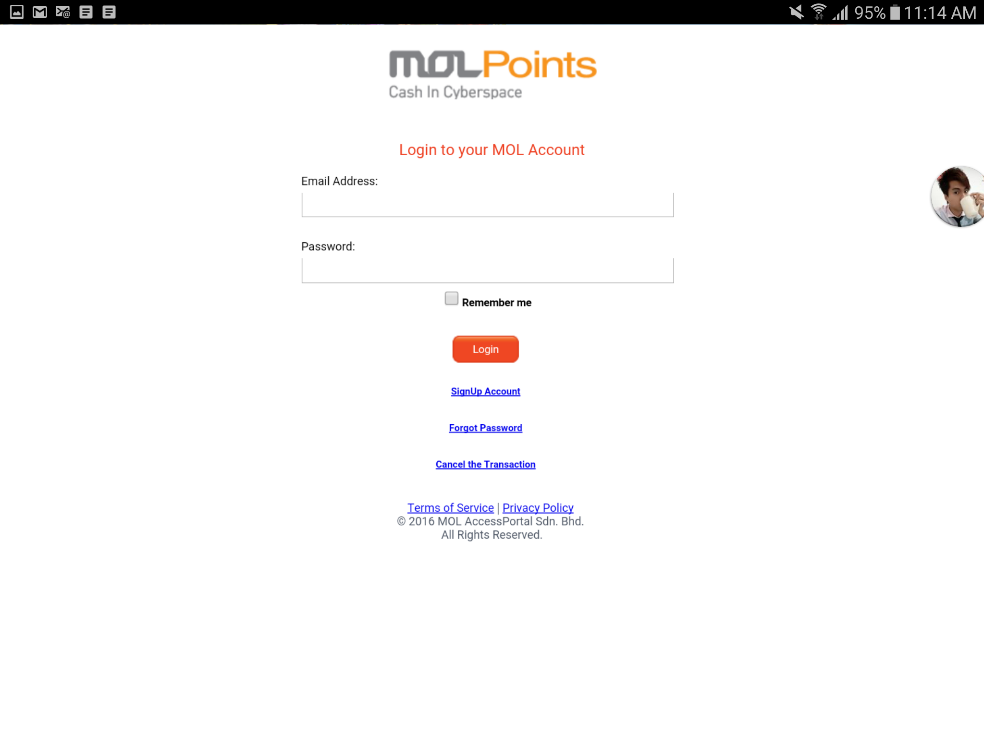 95% 11:14 AM
MOLPoints
Cash In Cyberspace
Login to your MOL Account
Email Address:
Password:
Remember me
Login
SignUp Account
Forgot Password
Cancel the Transaction
Terms of Service | Privacy Policy
© 2016 MOL AccessPortal Sdn. Bhd.
All Rights Reserved.